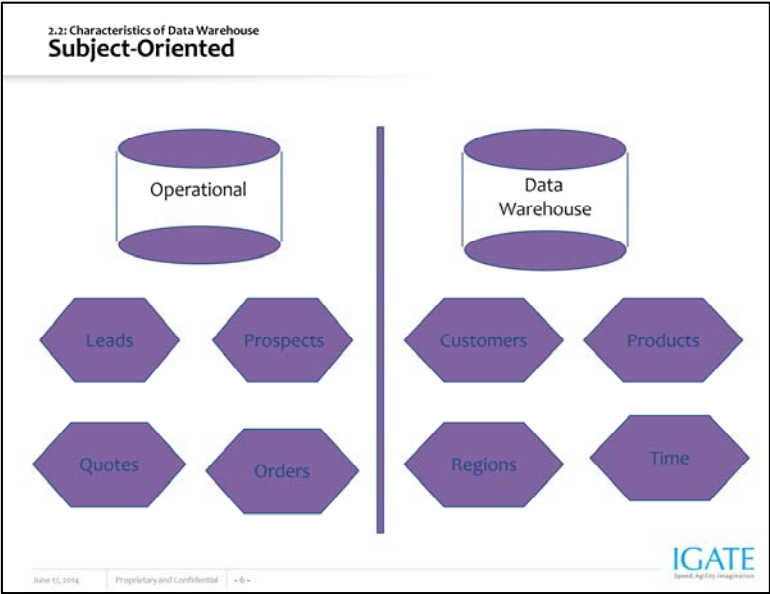 2.2: Characteristics of Data Warehouse
Subject-Oriented
Operational
Data
Warehouse
Leads
Prospects
Customers
Products
Quotes
Orders
Regions
Time
June 17, 2014
Proprietary and Confidential
- 6 -
IGATE
Speed.Agility.Imagination